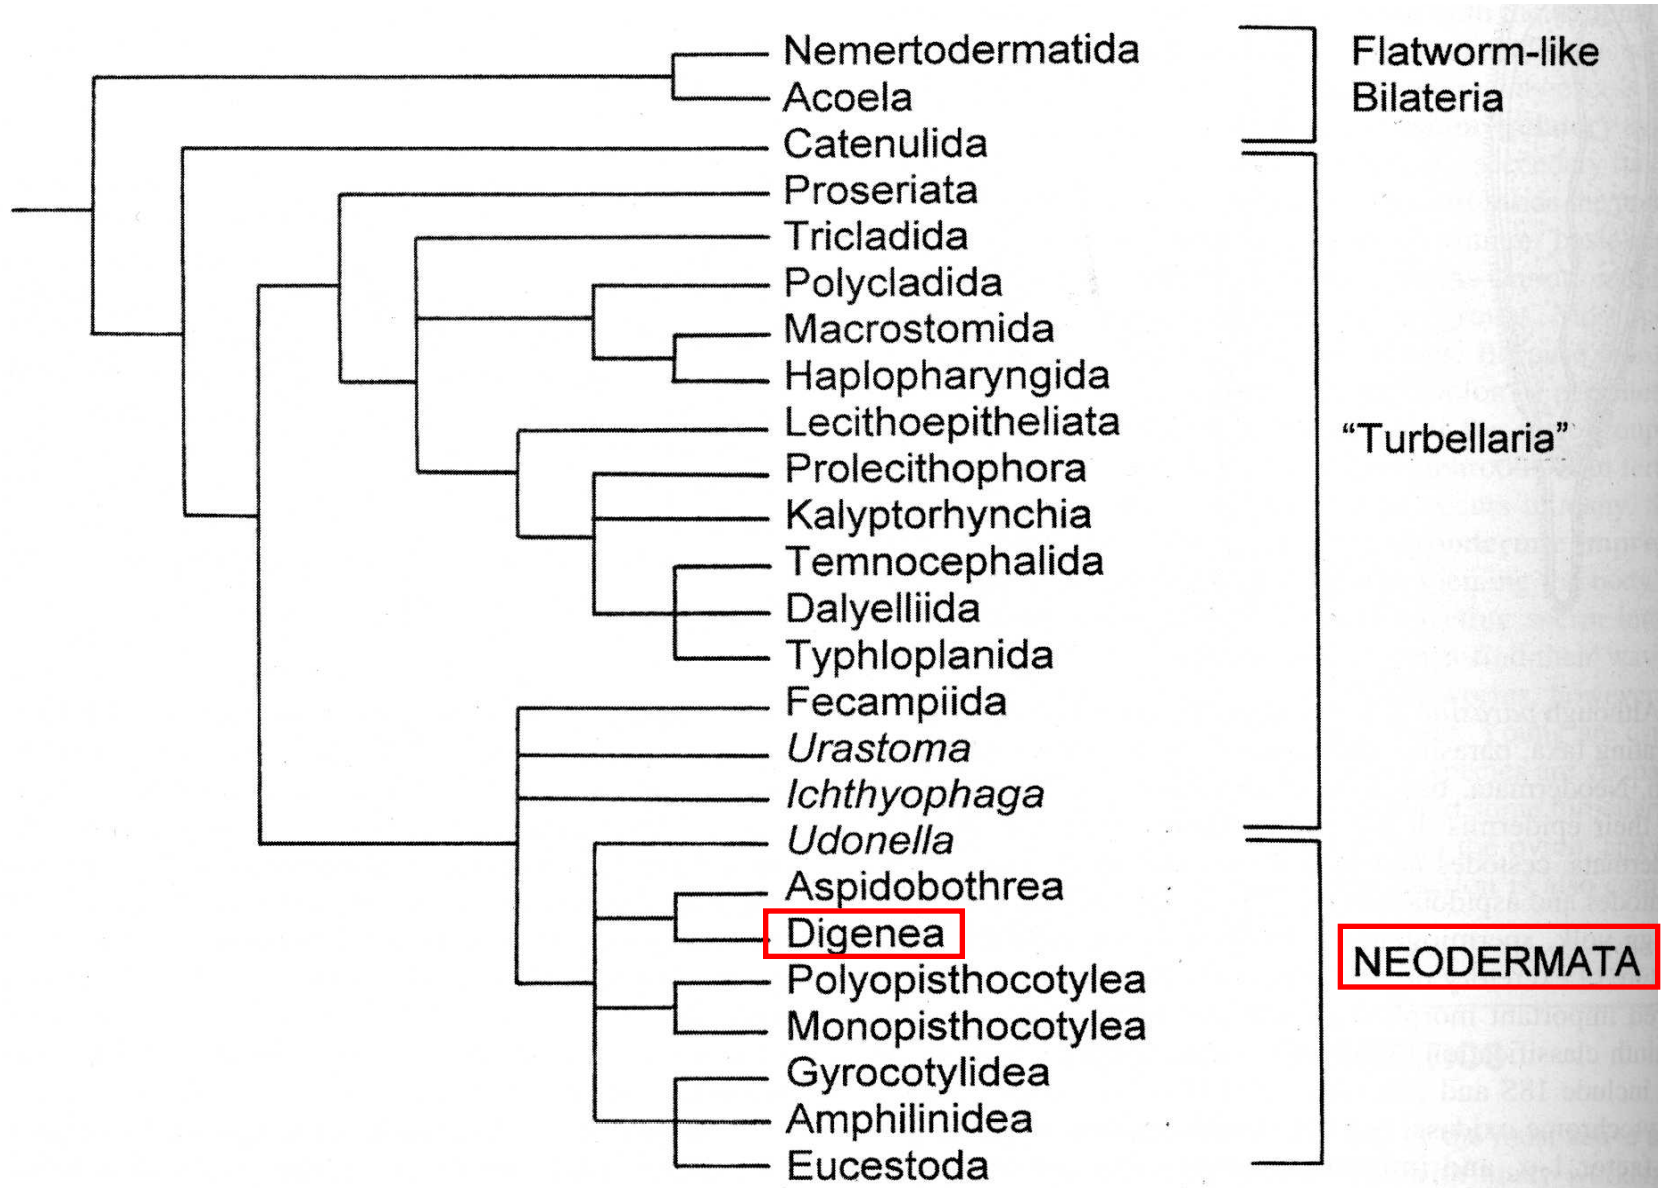 Nemertodermatida
Acoela
Catenulida
Proseriata
Tricladida
Polycladida
Macrostomida
Haplopharyngida
Lecithoepitheliata
Prolecithophora
Kalyptorhynchia
Temnocephalida
Dalyelliida
Typhloplanida
Fecampiida
Urastoma
Ichthyophaga
Udonella
Aspidobothrea
Digenea
Polyopisthocotylea
Monopisthocotylea
Gyrocotylidea
Amphilinidea
Eucestoda
Flatworm-like
Bilateria
“Turbellaria”
NEODERMATA